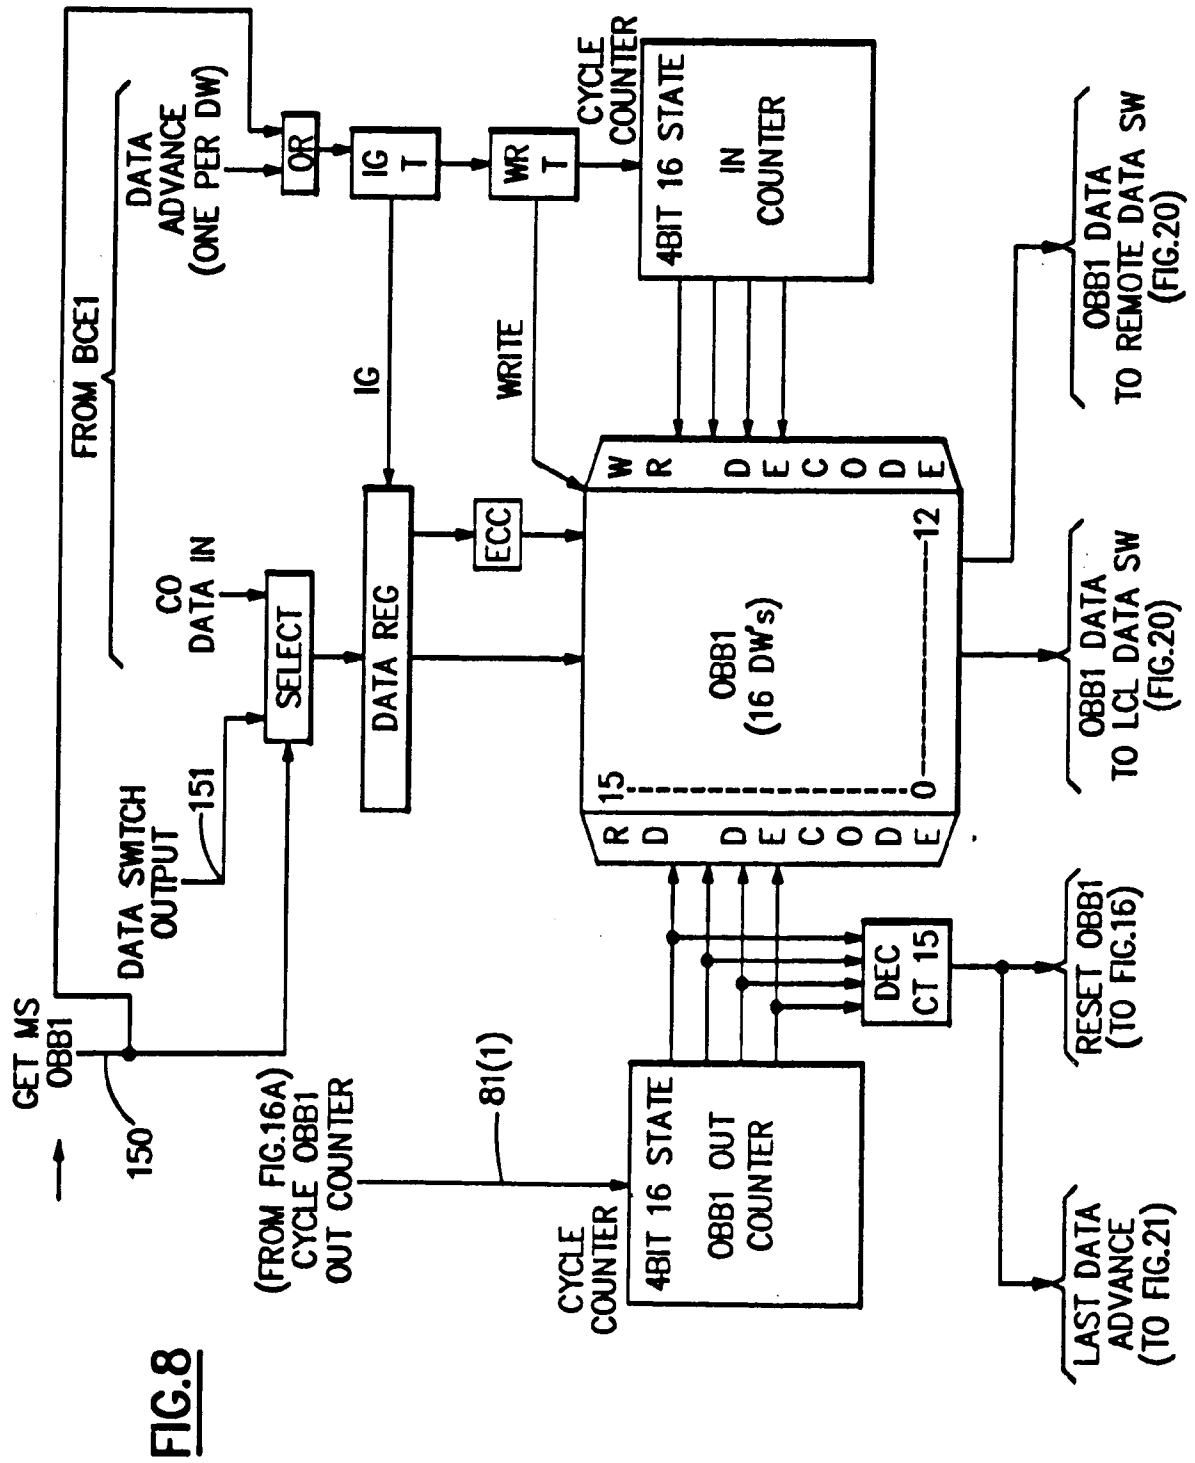 FIG.8
GET MS
OBB1
150
FROM BCE1
DATA SWITCH
OUTPUT
151
CO
DATA IN
DATA
ADVANCE
(ONE PER DW)
SELECT
OR
DATA REG
IG
IG
T
ECC
WRITE
WR
T
(FROM FIG.16A)
CYCLE OBB1
OUT COUNTER
81(1)
CYCLE
COUNTER
4BIT 16 STATE
OBB1 OUT
COUNTER
RD DECODE
15
0
12
OBB1
(16 DW's)
WR DECODE
CYCLE
COUNTER
4BIT 16 STATE
IN
COUNTER
DEC
CT 15
LAST DATA
ADVANCE
(TO FIG.21)
RESET OBB1
(TO FIG.16)
OBB1 DATA
TO LCL DATA SW
(FIG.20)
OBB1 DATA
TO REMOTE DATA SW
(FIG.20)